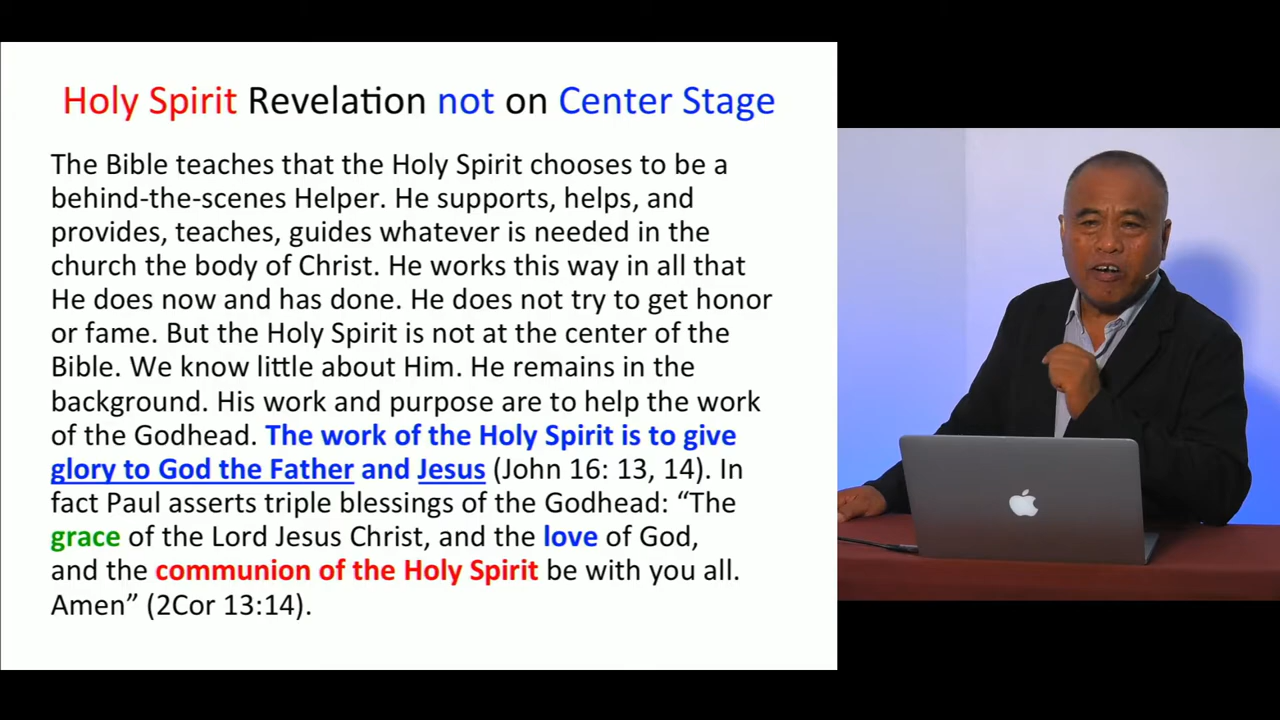 Holy Spirit Revelation not on Center Stage
The Bible teaches that the Holy Spirit chooses to be a
behind-the-scenes Helper. He supports, helps, and
provides, teaches, guides whatever is needed in the
church the body of Christ. He works this way in all that
He does now and has done. He does not try to get honor
or fame. But the Holy Spirit is not at the center of the
Bible. We know little about Him. He remains in the
background. His work and purpose are to help the work
of the Godhead. The work of the Holy Spirit is to give
glory to God the Father and Jesus (John 16: 13, 14). In
fact Paul asserts triple blessings of the Godhead: “The
grace of the Lord Jesus Christ, and the love of God,
and the communion of the Holy Spirit be with you all.
Amen” (2Cor 13:14).